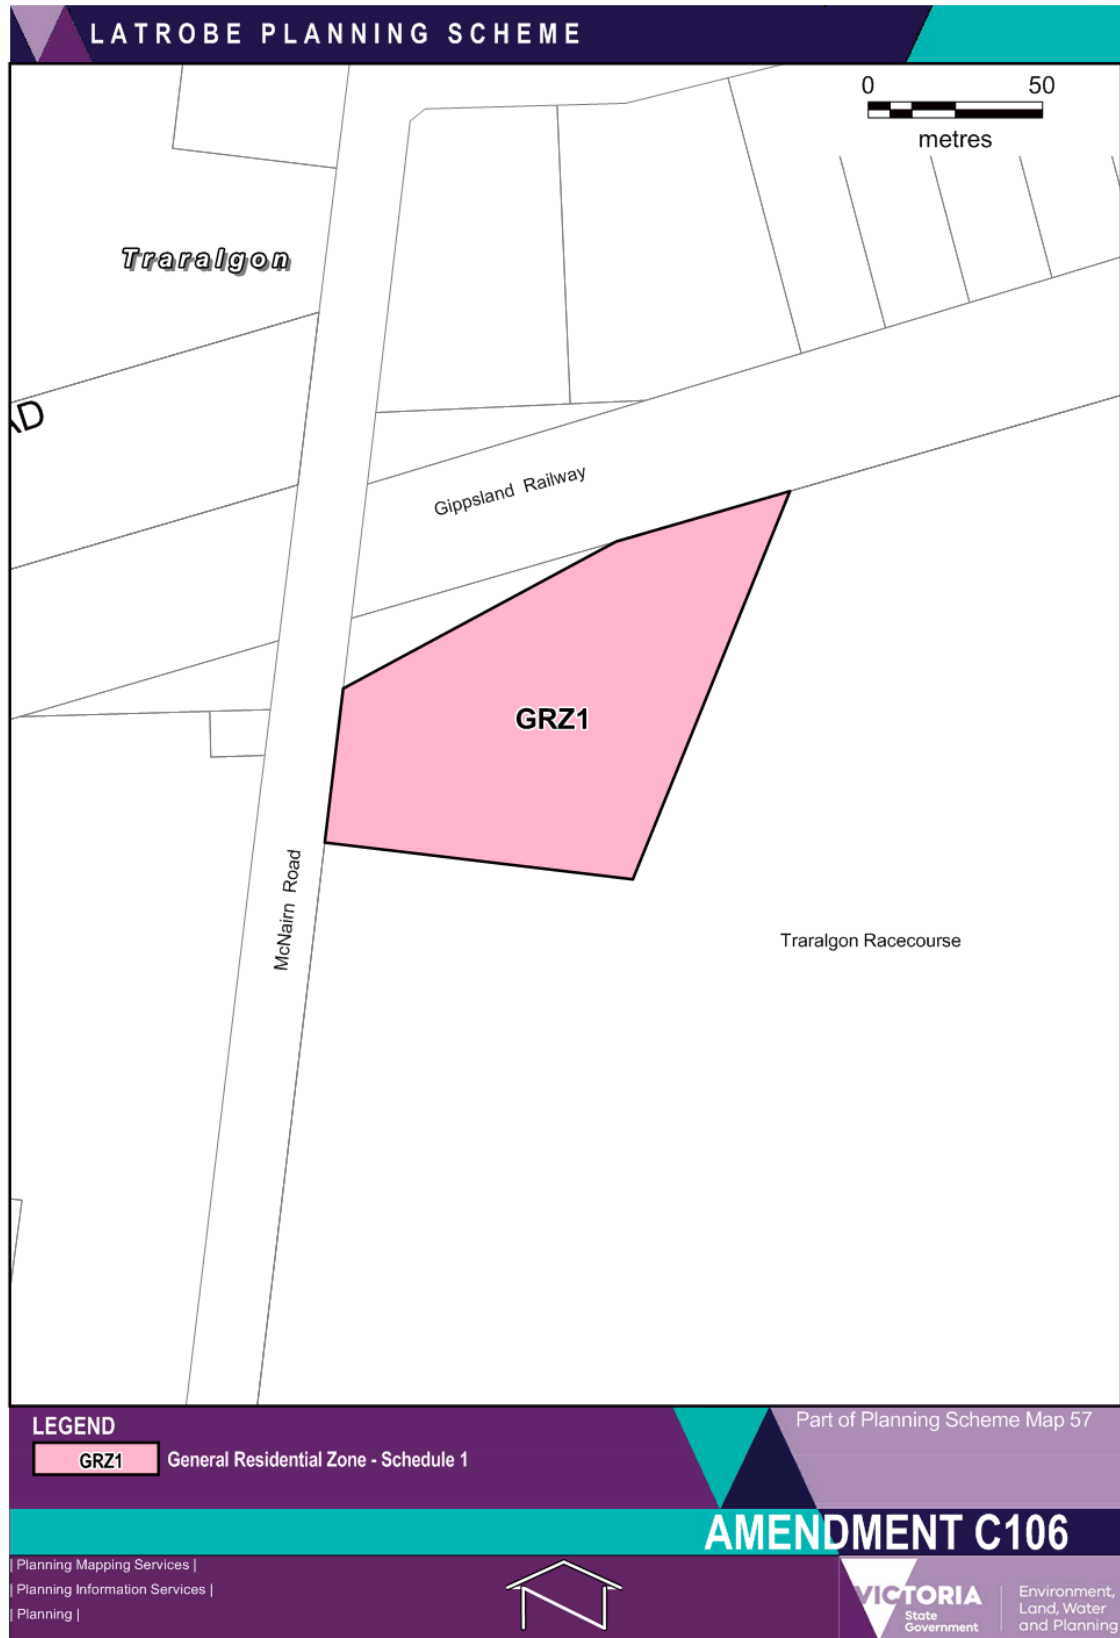 LATROBE PLANNING SCHEME
0 50
metres
Traralgon
Gippsland Railway
GRZ1
McNairn Road
Traralgon Racecourse
LEGEND
GRZ1 General Residential Zone - Schedule 1
Part of Planning Scheme Map 57
AMENDMENT C106
| Planning Mapping Services |
| Planning Information Services |
| Planning |
VICTORIA
State
Government
Environment,
Land, Water
and Planning